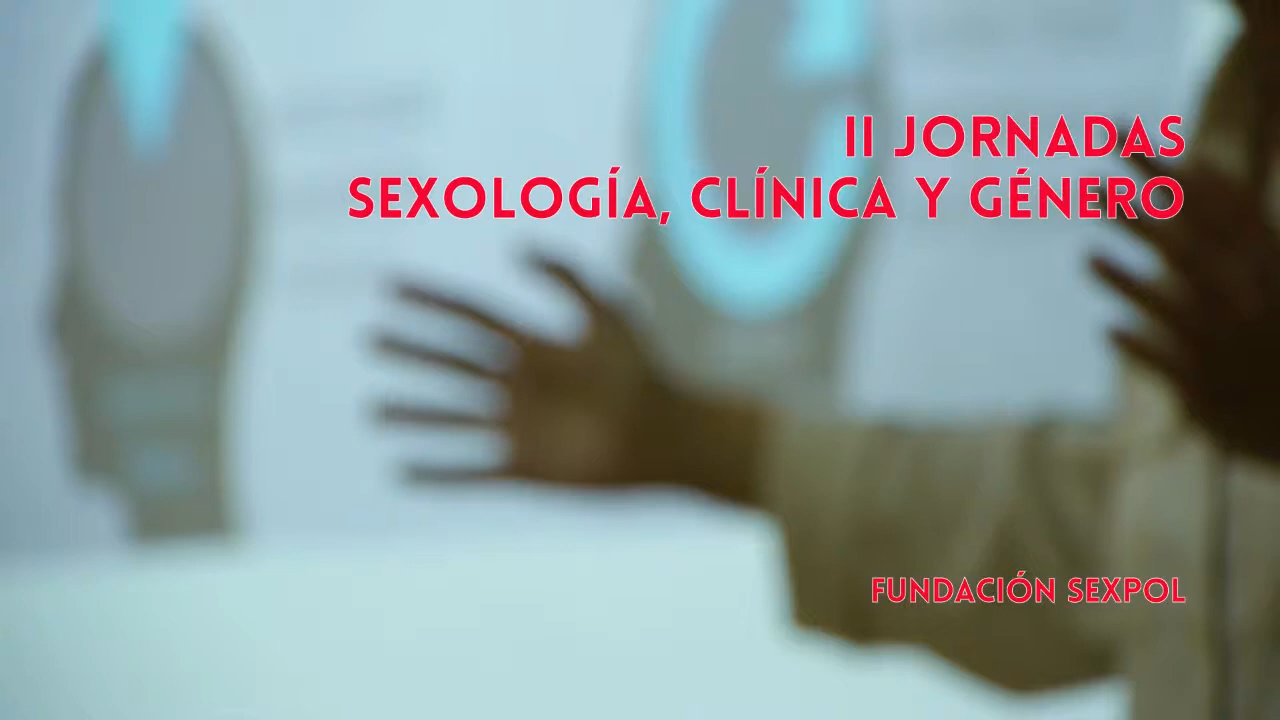 II JORNADAS
SEXOLOGÍA, CLÍNICA Y GÉNERO
FUNDACIÓN SEXPOL